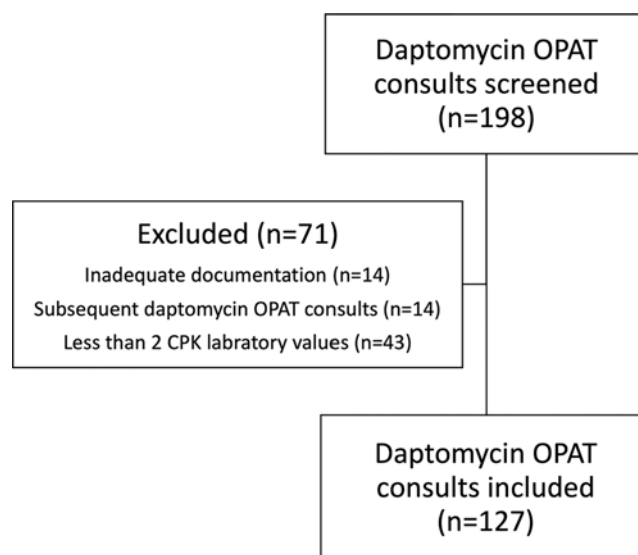 Daptomycin OPAT
consults screened
(n=198)
Excluded (n=71)
Inadequate documentation (n=14)
Subsequent daptomycin OPAT consults (n=14)
Less than 2 CPK labratory values (n=43)
Daptomycin OPAT
consults included
(n=127)